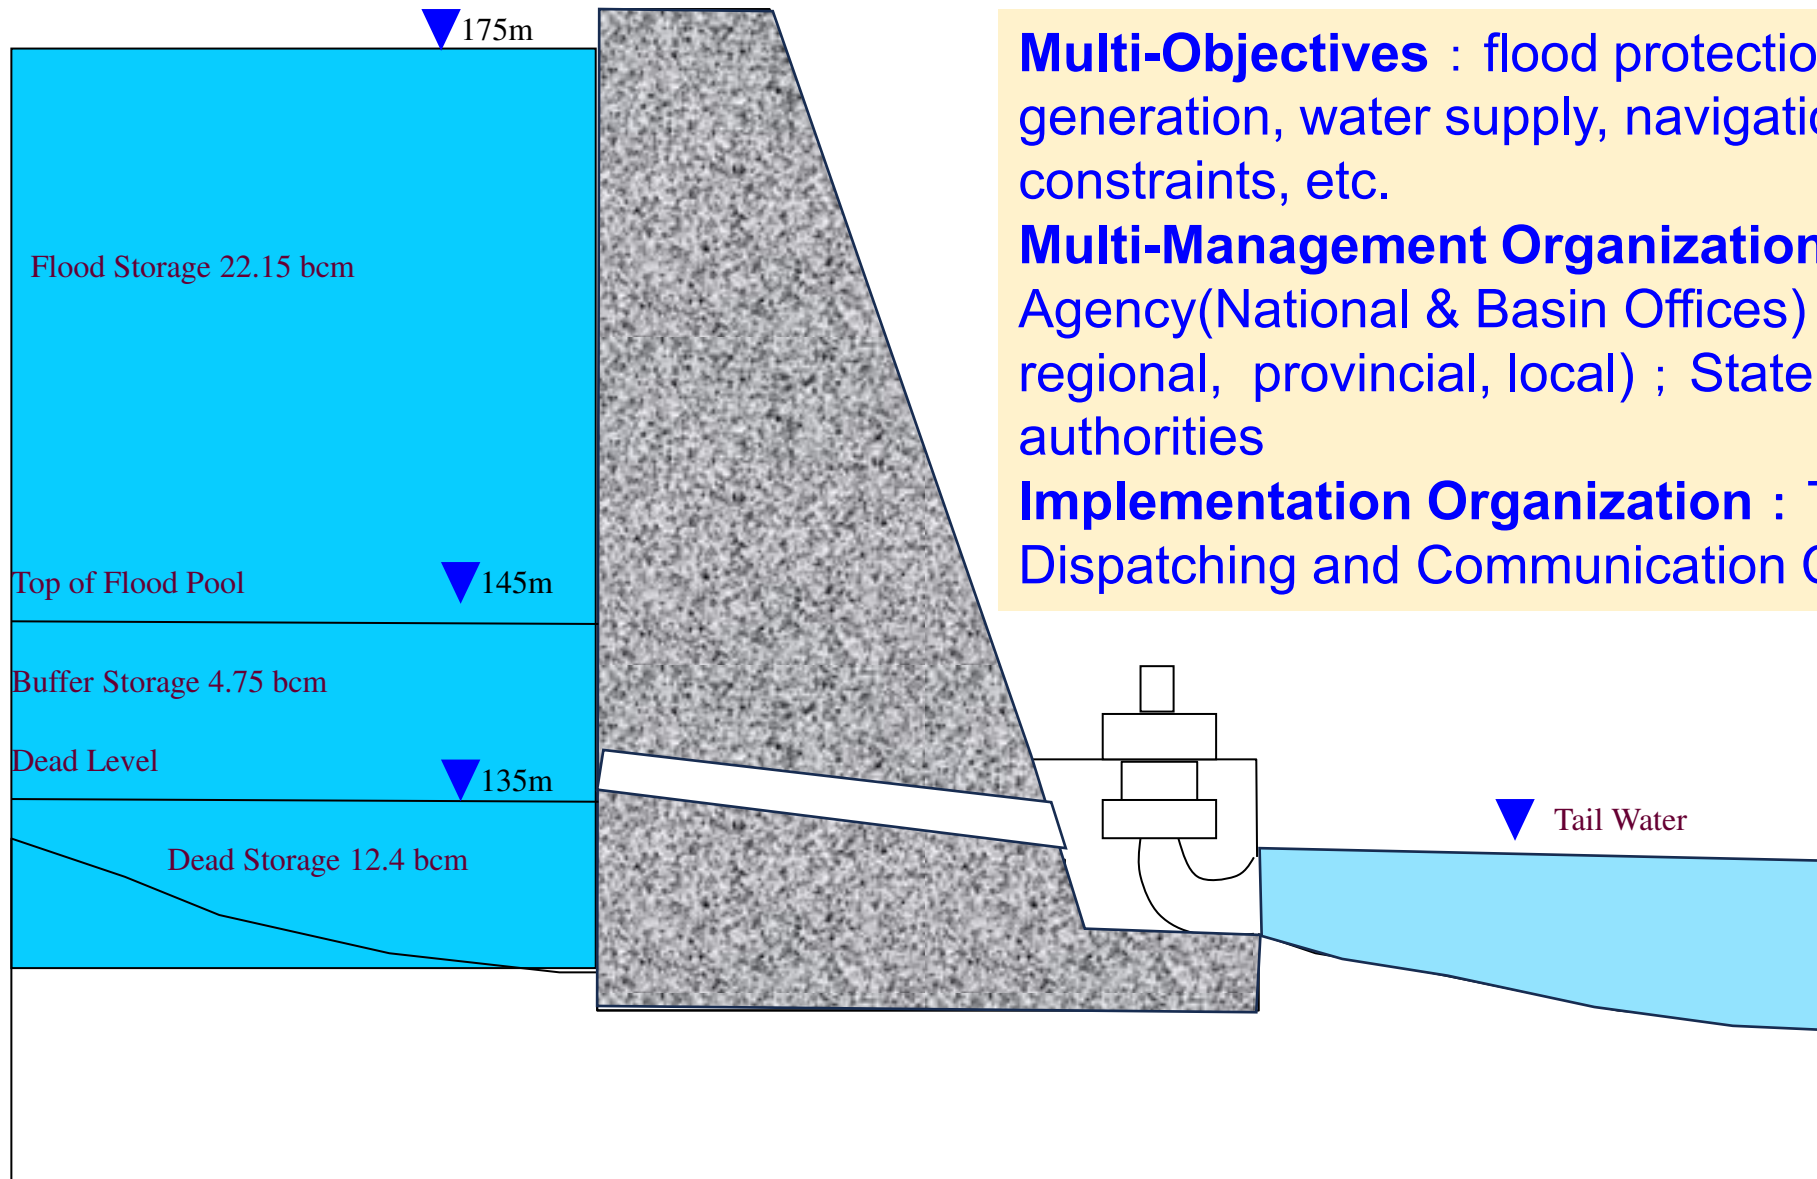 175m
Flood Storage 22.15 bcm
Top of Flood Pool
145m
Buffer Storage 4.75 bcm
Dead Level
135m
Dead Storage 12.4 bcm
Multi-Objectives : flood protectio
generation, water supply, navigatio
constraints, etc.
Multi-Management Organization
Agency(National & Basin Offices)
regional, provincial, local) ; State
authorities
Implementation Organization :
Dispatching and Communication
Tail Water